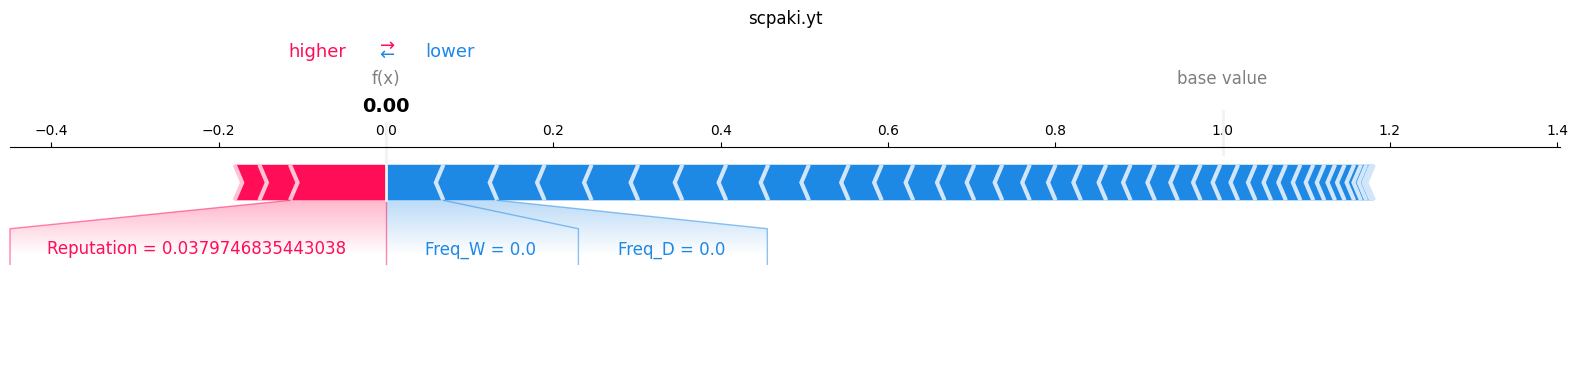 scpaki.yt
higher ⇄ lower
f(x) base value
0.00
−0.4 −0.2 0.0 0.2 0.4 0.6 0.8 1.0 1.2 1.4
Reputation = 0.0379746835443038 Freq_W = 0.0 Freq_D = 0.0